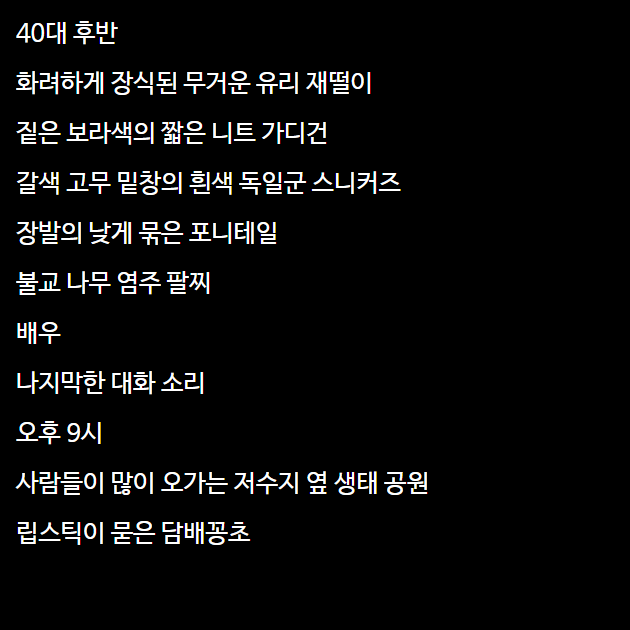 40대 후반
화려하게 장식된 무거운 유리 재떨이
짙은 보라색의 짧은 니트 가디건
갈색 고무 밑창의 흰색 독일군 스니커즈
장발의 낮게 묶은 포니테일
불교 나무 염주 팔찌
배우
나지막한 대화 소리
오후 9시
사람들이 많이 오가는 저수지 옆 생태 공원
립스틱이 묻은 담배꽁초